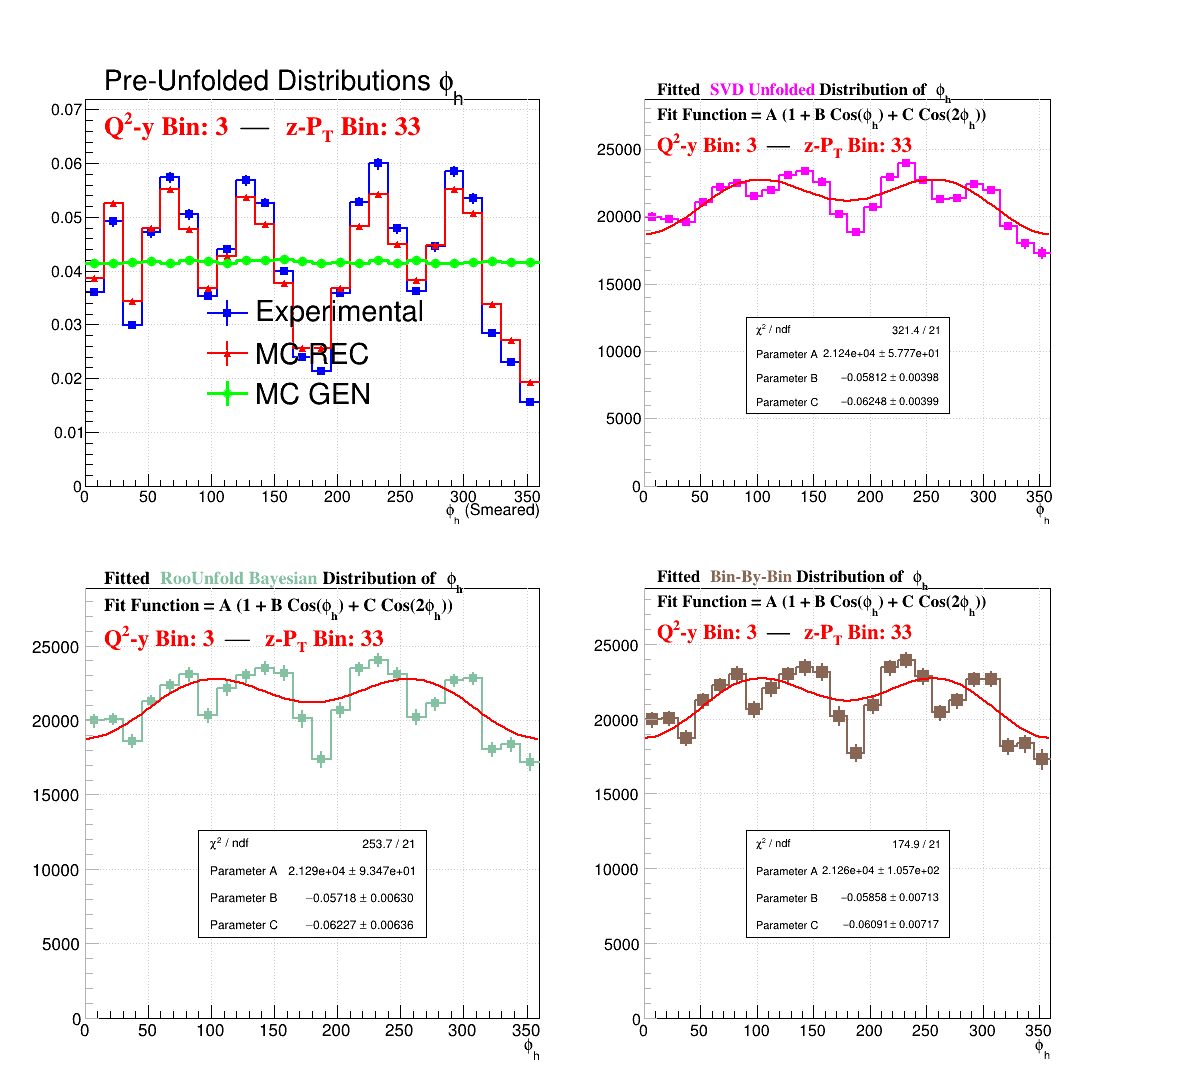 Pre-Unfolded Distributions ϕh
Q²-y Bin: 3 — z-PT Bin: 33
0.07
0.06
0.05
0.04
0.03
0.02
0.01
0
Experimental
MC REC
MC GEN
0 50 100 150 200 250 300 350
ϕh (Smeared)
Fitted SVD Unfolded Distribution of ϕh
Fit Function = A (1 + B Cos(ϕh) + C Cos(2ϕh))
Q²-y Bin: 3 — z-PT Bin: 33
25000
20000
15000
10000
5000
0
χ² / ndf 321.4 / 21
Parameter A 2.124e+04 ± 5.777e+01
Parameter B −0.05812 ± 0.00398
Parameter C −0.06248 ± 0.00399
0 50 100 150 200 250 300 350
ϕh
Fitted RooUnfold Bayesian Distribution of ϕh
Fit Function = A (1 + B Cos(ϕh) + C Cos(2ϕh))
Q²-y Bin: 3 — z-PT Bin: 33
25000
20000
15000
10000
5000
0
χ² / ndf 253.7 / 21
Parameter A 2.129e+04 ± 9.347e+01
Parameter B −0.05718 ± 0.00630
Parameter C −0.06227 ± 0.00636
0 50 100 150 200 250 300 350
ϕh
Fitted Bin-By-Bin Distribution of ϕh
Fit Function = A (1 + B Cos(ϕh) + C Cos(2ϕh))
Q²-y Bin: 3 — z-PT Bin: 33
25000
20000
15000
10000
5000
0
χ² / ndf 174.9 / 21
Parameter A 2.126e+04 ± 1.057e+02
Parameter B −0.05858 ± 0.00713
Parameter C −0.06091 ± 0.00717
0 50 100 150 200 250 300 350
ϕh